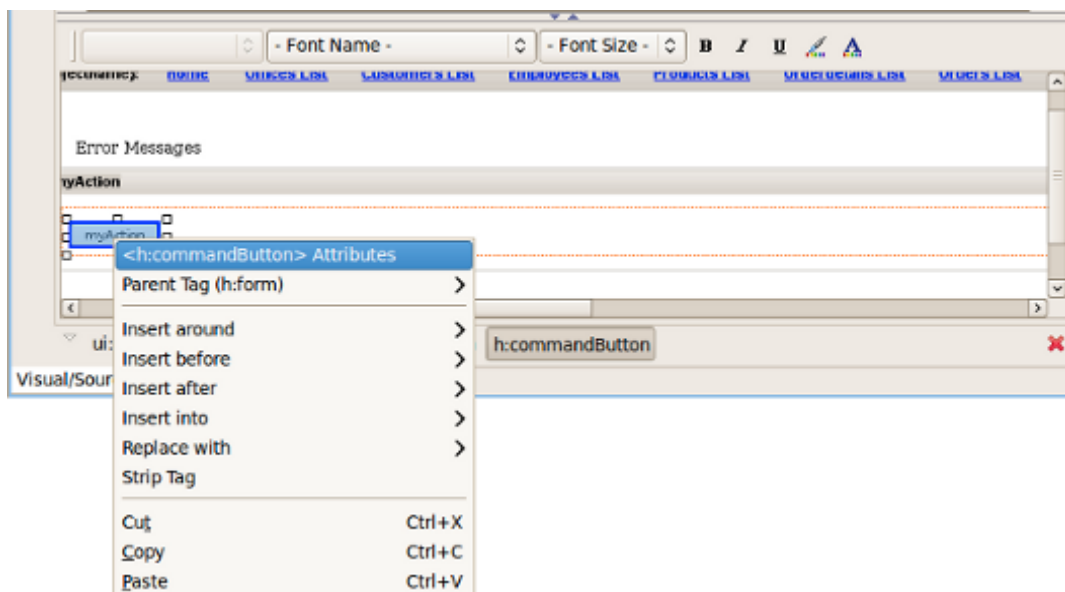 - Font Name - - Font Size - B I U A
home Offices List Customers List Employees List Products List Orderdetails List Orders List
Error Messages
myAction
myAction
<h:commandButton> Attributes
Parent Tag (h:form)
Insert around
ui: h:commandButton
Insert before
Visual/Sour
Insert after
Insert into
Replace with
Strip Tag
Cut Ctrl+X
Copy Ctrl+C
Paste Ctrl+V